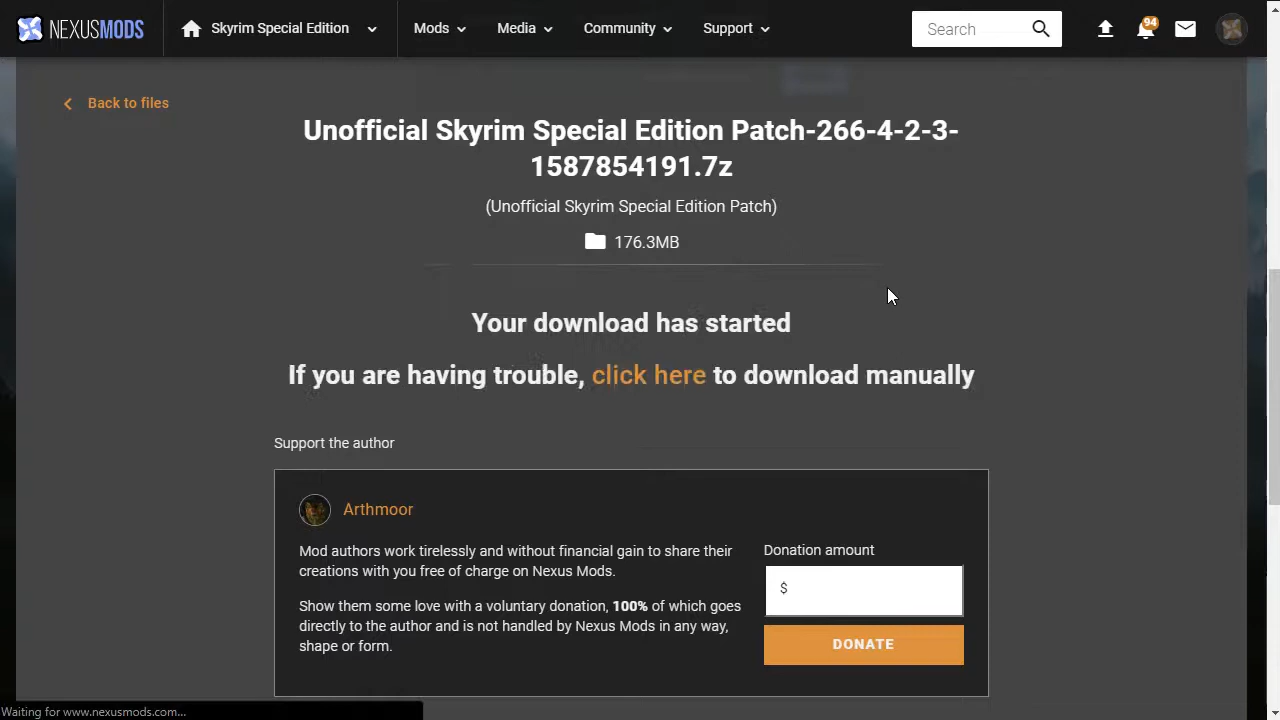 NEXUSMODS
Skyrim Special Edition
Mods
Media
Community
Support
Search
94
Back to files
Unofficial Skyrim Special Edition Patch-266-4-2-3-
1587854191.7z
(Unofficial Skyrim Special Edition Patch)
176.3MB
Your download has started
If you are having trouble, click here to download manually
Support the author
Arthmoor
Mod authors work tirelessly and without financial gain to share their
creations with you free of charge on Nexus Mods.
Show them some love with a voluntary donation, 100% of which goes
directly to the author and is not handled by Nexus Mods in any way,
shape or form.
Donation amount
$
DONATE
Waiting for www.nexusmods.com...